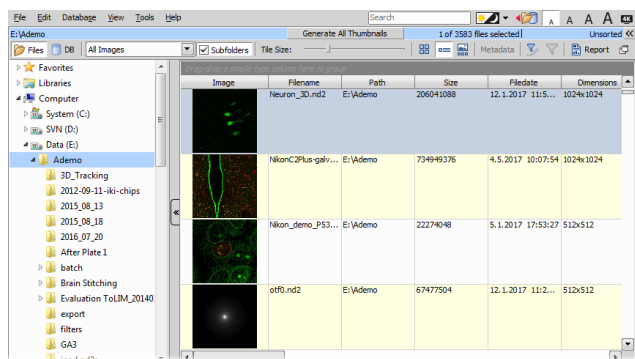 File Edit Database View Tools Help Search A A A A 4K
E:\Ademo Generate All Thumbnails 1 of 3583 files selected Unsorted
Files DB All Images Subfolders Tile Size: Metadata Report
Favorites
Libraries
Computer
System (C:)
SVN (D:)
Data (E:)
Ademo
3D_Tracking
2012-09-11-iki-chips
2015_08_13
2015_08_18
2016_07_20
After Plate 1
batch
Brain Stitching
Evaluation ToLIM_20140
export
filters
GA3
Drag-drop a simple type column here to group
Image Filename Path Size Filedate Dimensions
Neuron_3D.nd2 E:\Ademo 206041088 12.1.2017 11:5... 1024x1024
NikonC2Plus-galv... E:\Ademo 734949376 4.5.2017 10:07:54 1024x1024
Nikon_demo_P53... E:\Ademo 22274048 5.1.2017 17:53:27 512x512
otf0.nd2 E:\Ademo 67477504 12.1.2017 11:2... 512x512